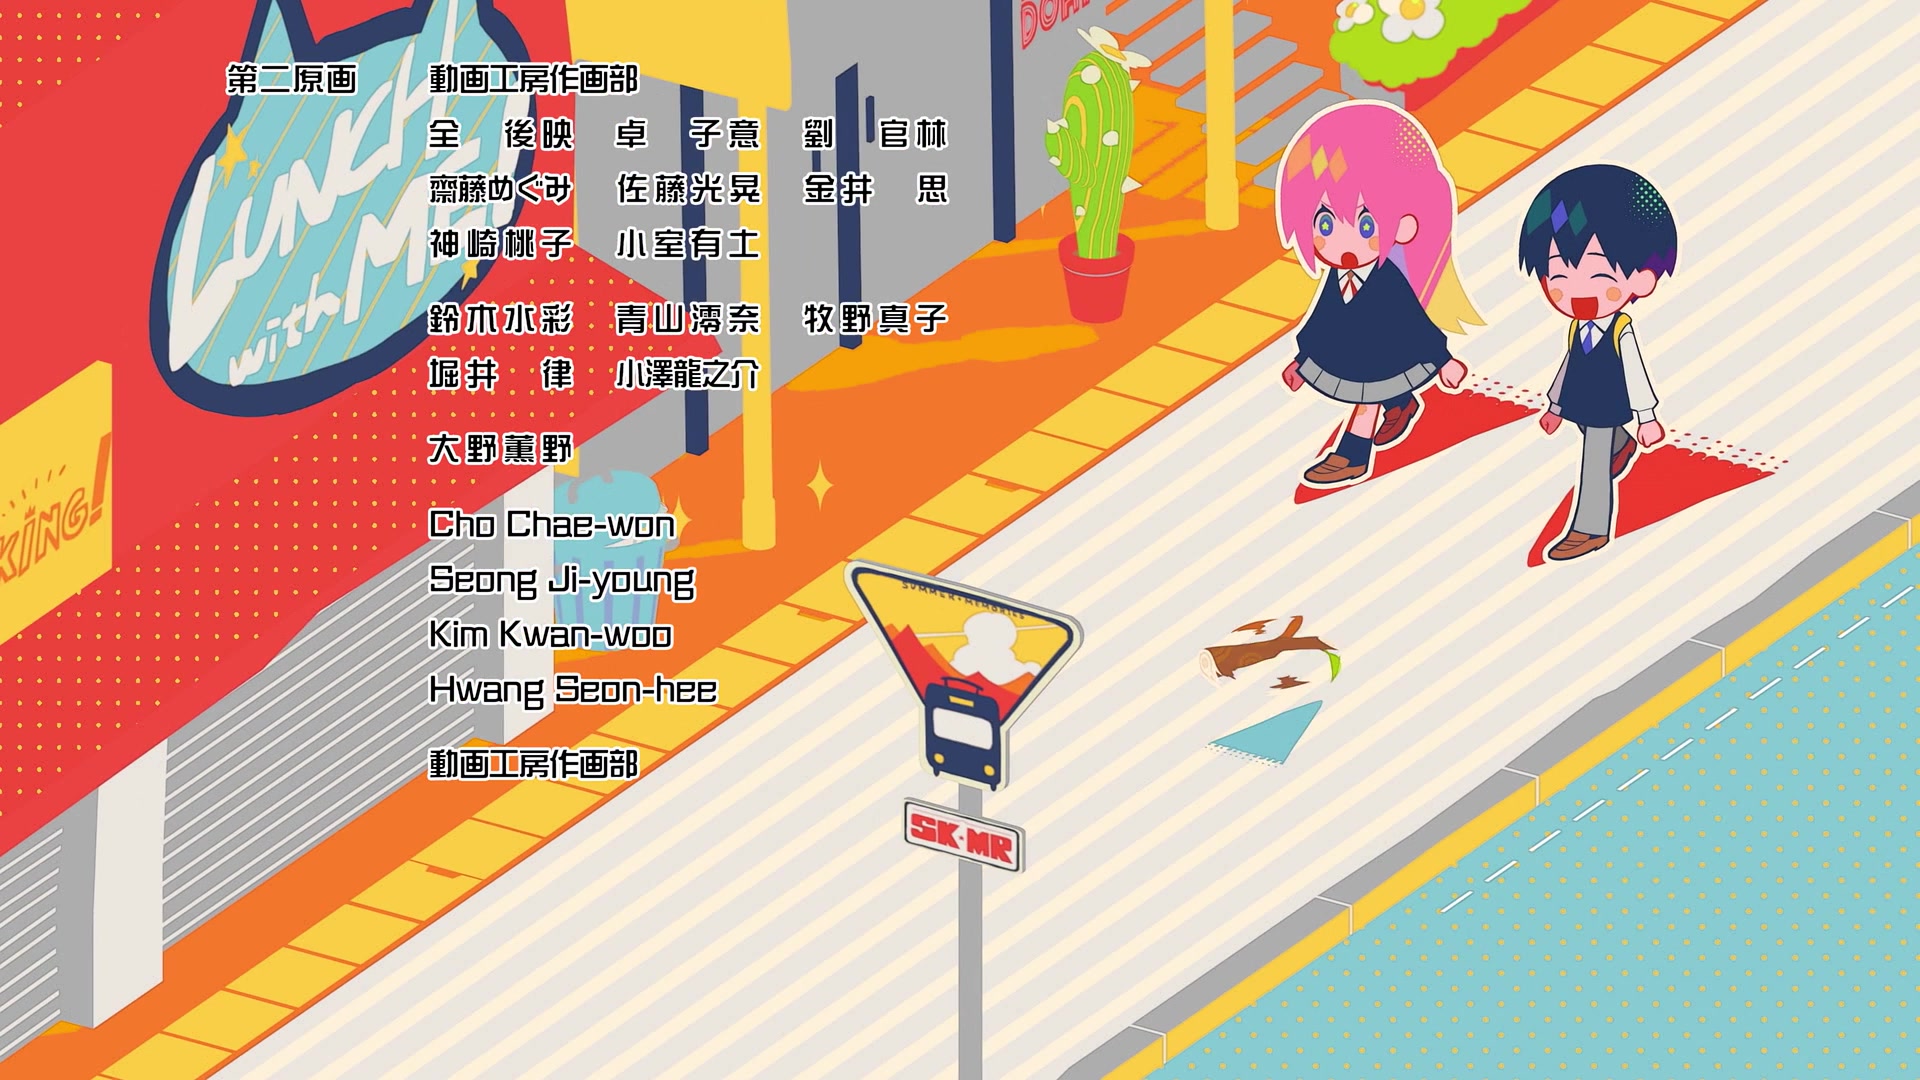 第二原画 動画工房作画部
全 後映 卓 子意 劉 官林
齋藤めぐみ 佐藤光晃 金井 思
神崎桃子 小室有士
鈴木水彩 青山澪奈 牧野真子
堀井 律 小澤龍之介
大野薫野
Cho Chae-won
Seong Ji-young
Kim Kwan-woo
Hwang Seon-hee
動画工房作画部
LUNCH
with ME!
KING!
SUMMER MEMORIES
SK·MR